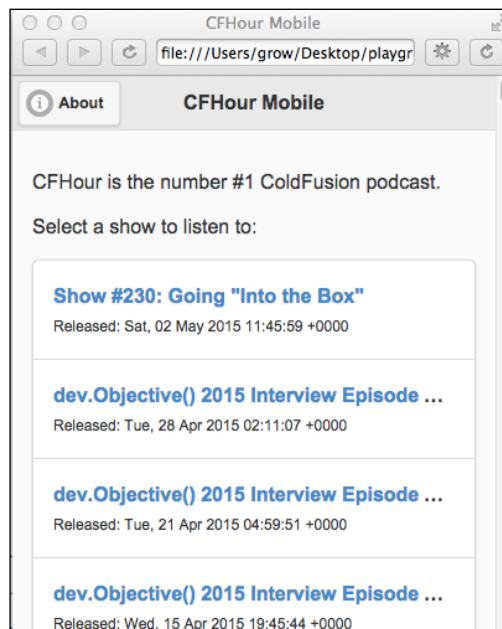 CFHour Mobile
file:///Users/grow/Desktop/playgr
About
CFHour Mobile
CFHour is the number #1 ColdFusion podcast.
Select a show to listen to:
Show #230: Going "Into the Box"
Released: Sat, 02 May 2015 11:45:59 +0000
dev.Objective() 2015 Interview Episode ...
Released: Tue, 28 Apr 2015 02:11:07 +0000
dev.Objective() 2015 Interview Episode ...
Released: Tue, 21 Apr 2015 04:59:51 +0000
dev.Objective() 2015 Interview Episode ...
Released: Wed, 15 Apr 2015 19:45:44 +0000